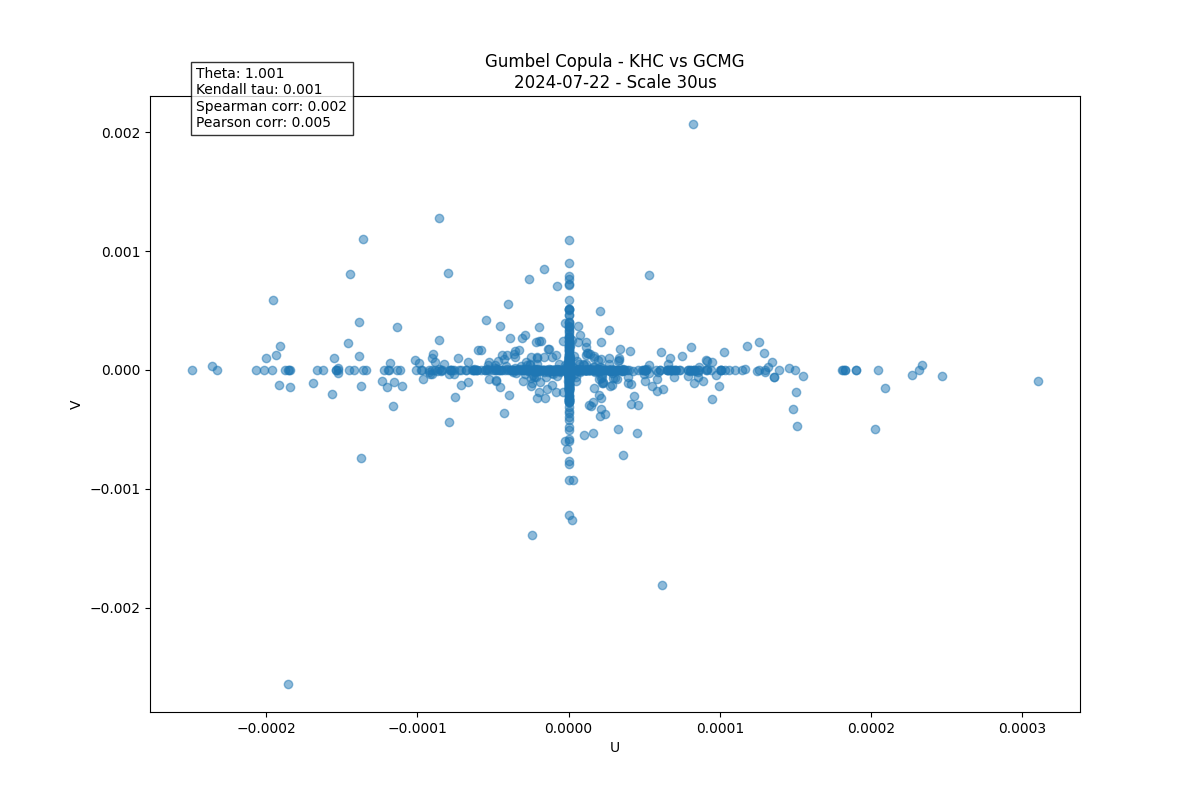 Gumbel Copula - KHC vs GCMG
2024-07-22 - Scale 30us
Theta: 1.001
Kendall tau: 0.001
Spearman corr: 0.002
Pearson corr: 0.005
0.002
0.001
0.000
−0.001
−0.002
V
−0.0002 −0.0001 0.0000 0.0001 0.0002 0.0003
U